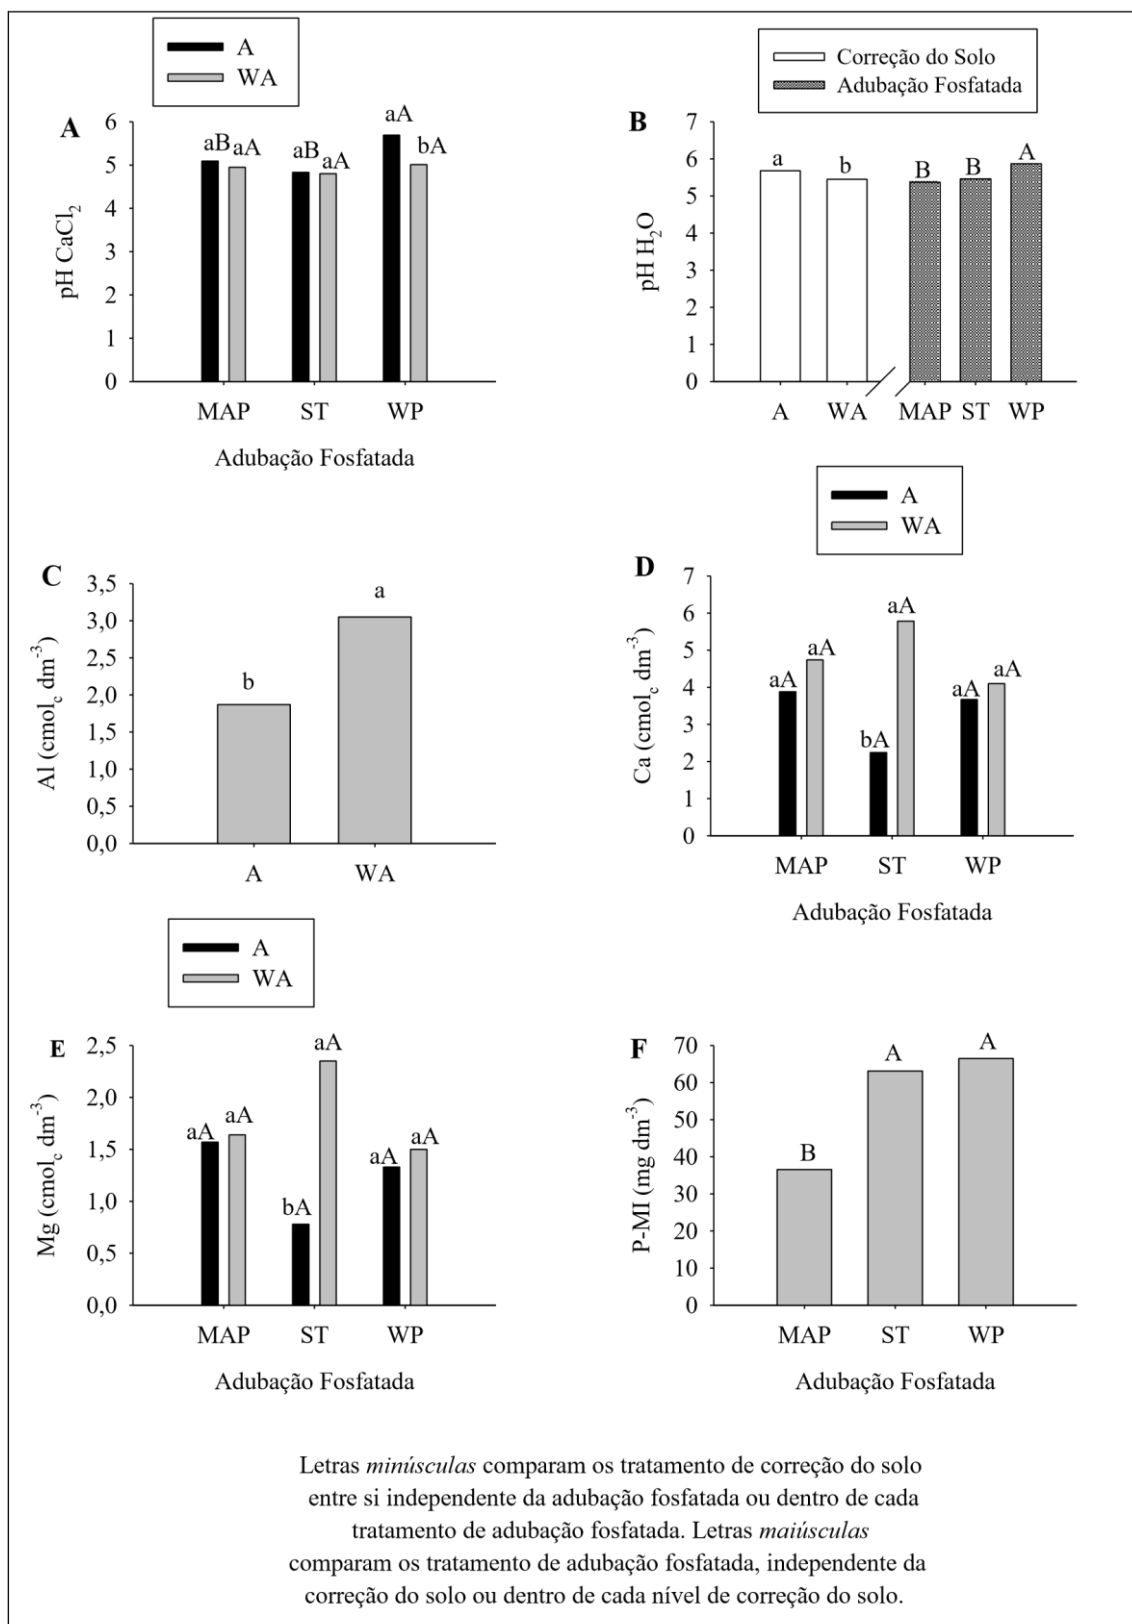 A
WA
A
pH CaCl2
6
5
4
3
2
1
0
aB
aA
aB
aA
aA
bA
MAP
ST
WP
Adubação Fosfatada
Correção do Solo
Adubação Fosfatada
B
pH H2O
7
6
5
4
3
2
1
0
a
b
B
B
A
A
WA
MAP
ST
WP
C
Al (cmolc dm-3)
3,5
3,0
2,5
2,0
1,5
1,0
0,5
0,0
b
a
A
WA
A
WA
D
Ca (cmolc dm-3)
7
6
5
4
3
2
1
0
aA
aA
bA
aA
aA
aA
MAP
ST
WP
Adubação Fosfatada
A
WA
E
Mg (cmolc dm-3)
2,5
2,0
1,5
1,0
0,5
0,0
aA
aA
bA
aA
aA
aA
MAP
ST
WP
Adubação Fosfatada
F
P-MI (mg dm-3)
70
60
50
40
30
20
10
0
B
A
A
MAP
ST
WP
Adubação Fosfatada
Letras minúsculas comparam os tratamento de correção do solo
entre si independente da adubação fosfatada ou dentro de cada
tratamento de adubação fosfatada. Letras maiúsculas
comparam os tratamento de adubação fosfatada, independente da
correção do solo ou dentro de cada nível de correção do solo.